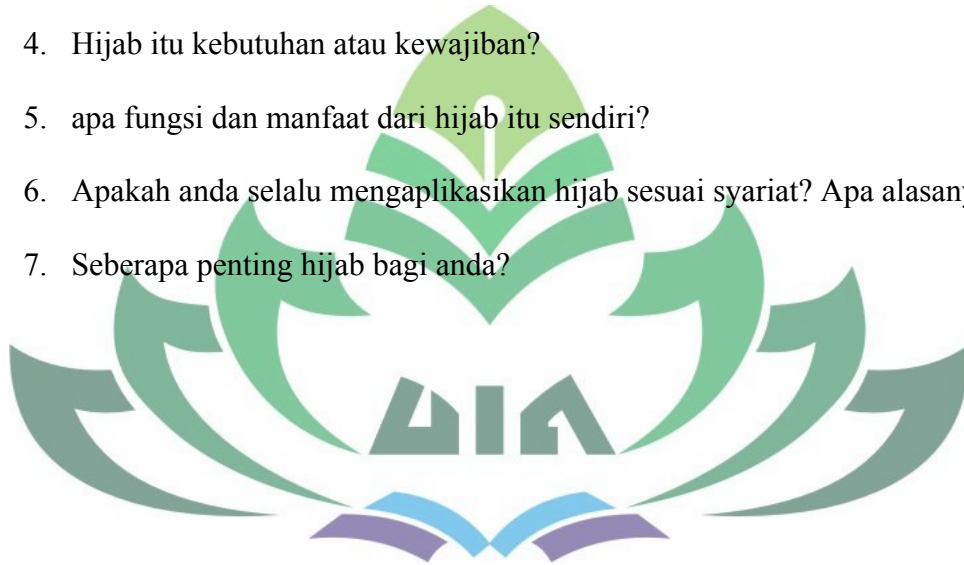 4. Hijab itu kebutuhan atau kewajiban?
5. apa fungsi dan manfaat dari hijab itu sendiri?
6. Apakah anda selalu mengaplikasikan hijab sesuai syariat? Apa
7. Seberapa penting hijab bagi anda?
UIN